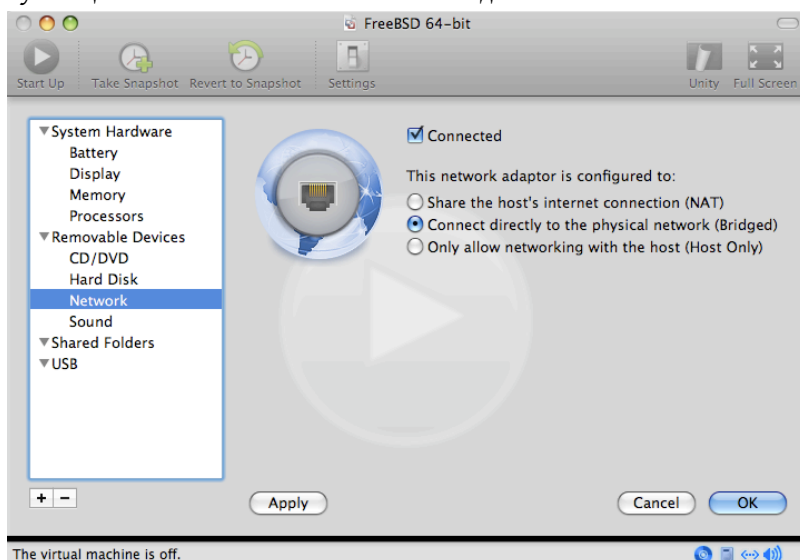 FreeBSD 64-bit
Start Up
Take Snapshot
Revert to Snapshot
Settings
Unity
Full Screen
System Hardware
Battery
Display
Memory
Processors
Removable Devices
CD/DVD
Hard Disk
Network
Sound
Shared Folders
USB
Connected
This network adaptor is configured to:
Share the host's internet connection (NAT)
Connect directly to the physical network (Bridged)
Only allow networking with the host (Host Only)
Apply
Cancel
OK
The virtual machine is off.